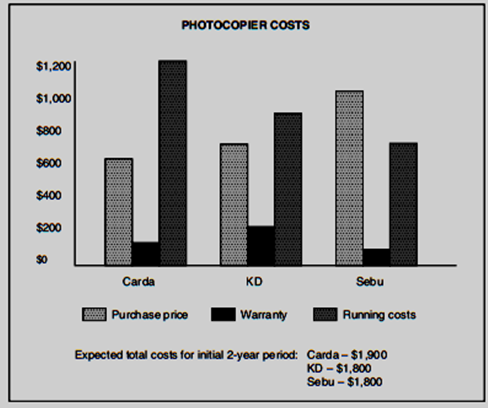 PHOTOCOPIER COSTS
$1,200
$1,000
$800
$600
$400
$200
$0
Carda KD Sebu
Purchase price Warranty Running costs
Expected total costs for initial 2-year period: Carda – $1,900
KD – $1,800
Sebu – $1,800